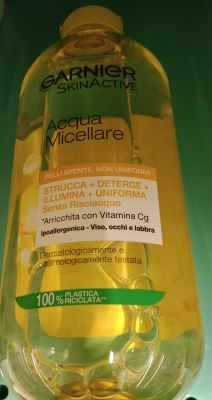 GARNIER
SKINACTIVE
Acqua
Micellare
PELLI SPENTE, NON UNIFORMI
STRUCCA + DETERGE +
ILLUMINA + UNIFORMA
Senza Risciacquo
*Arricchita con Vitamina Cg
Ipoallergenica - Viso, occhi e labbra
Dermatologicamente e
oftalmologicamente testata
100% PLASTICA
RICICLATA**